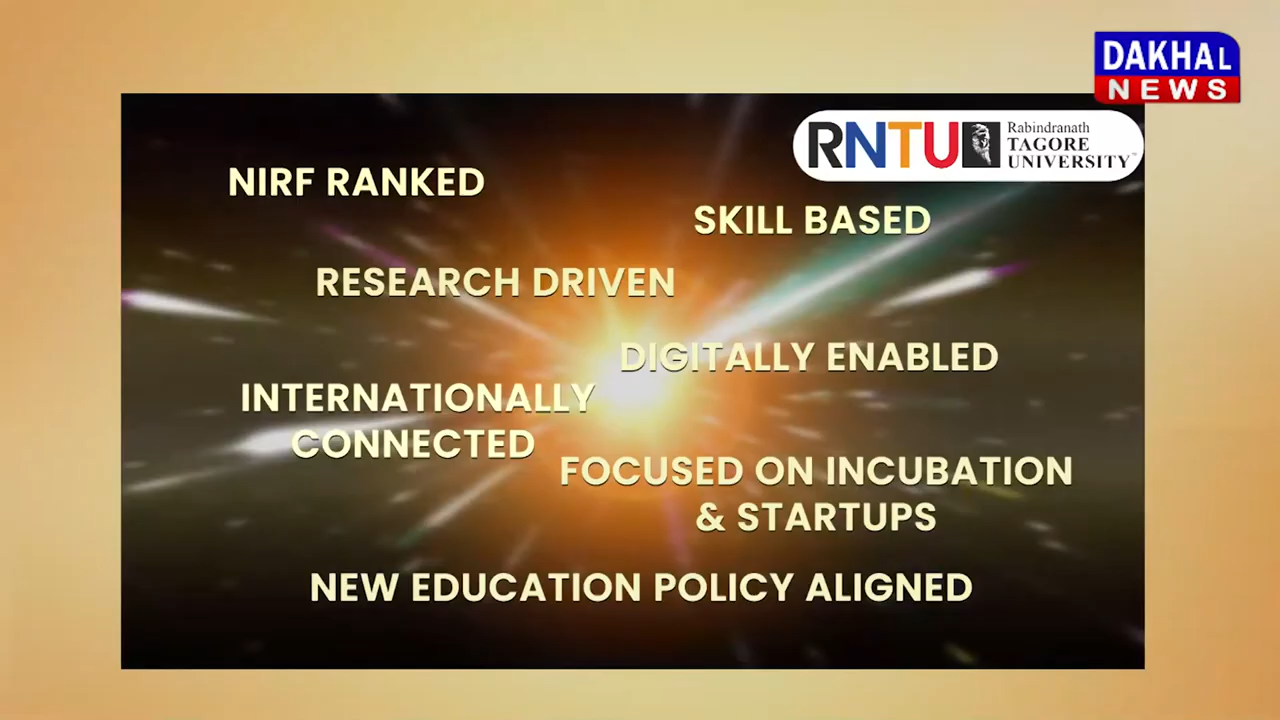 DAKHAL
NEWS
RNTU
Rabindranath
TAGORE
UNIVERSITY™
NIRF RANKED
SKILL BASED
RESEARCH DRIVEN
DIGITALLY ENABLED
INTERNATIONALLY
CONNECTED
FOCUSED ON INCUBATION
& STARTUPS
NEW EDUCATION POLICY ALIGNED